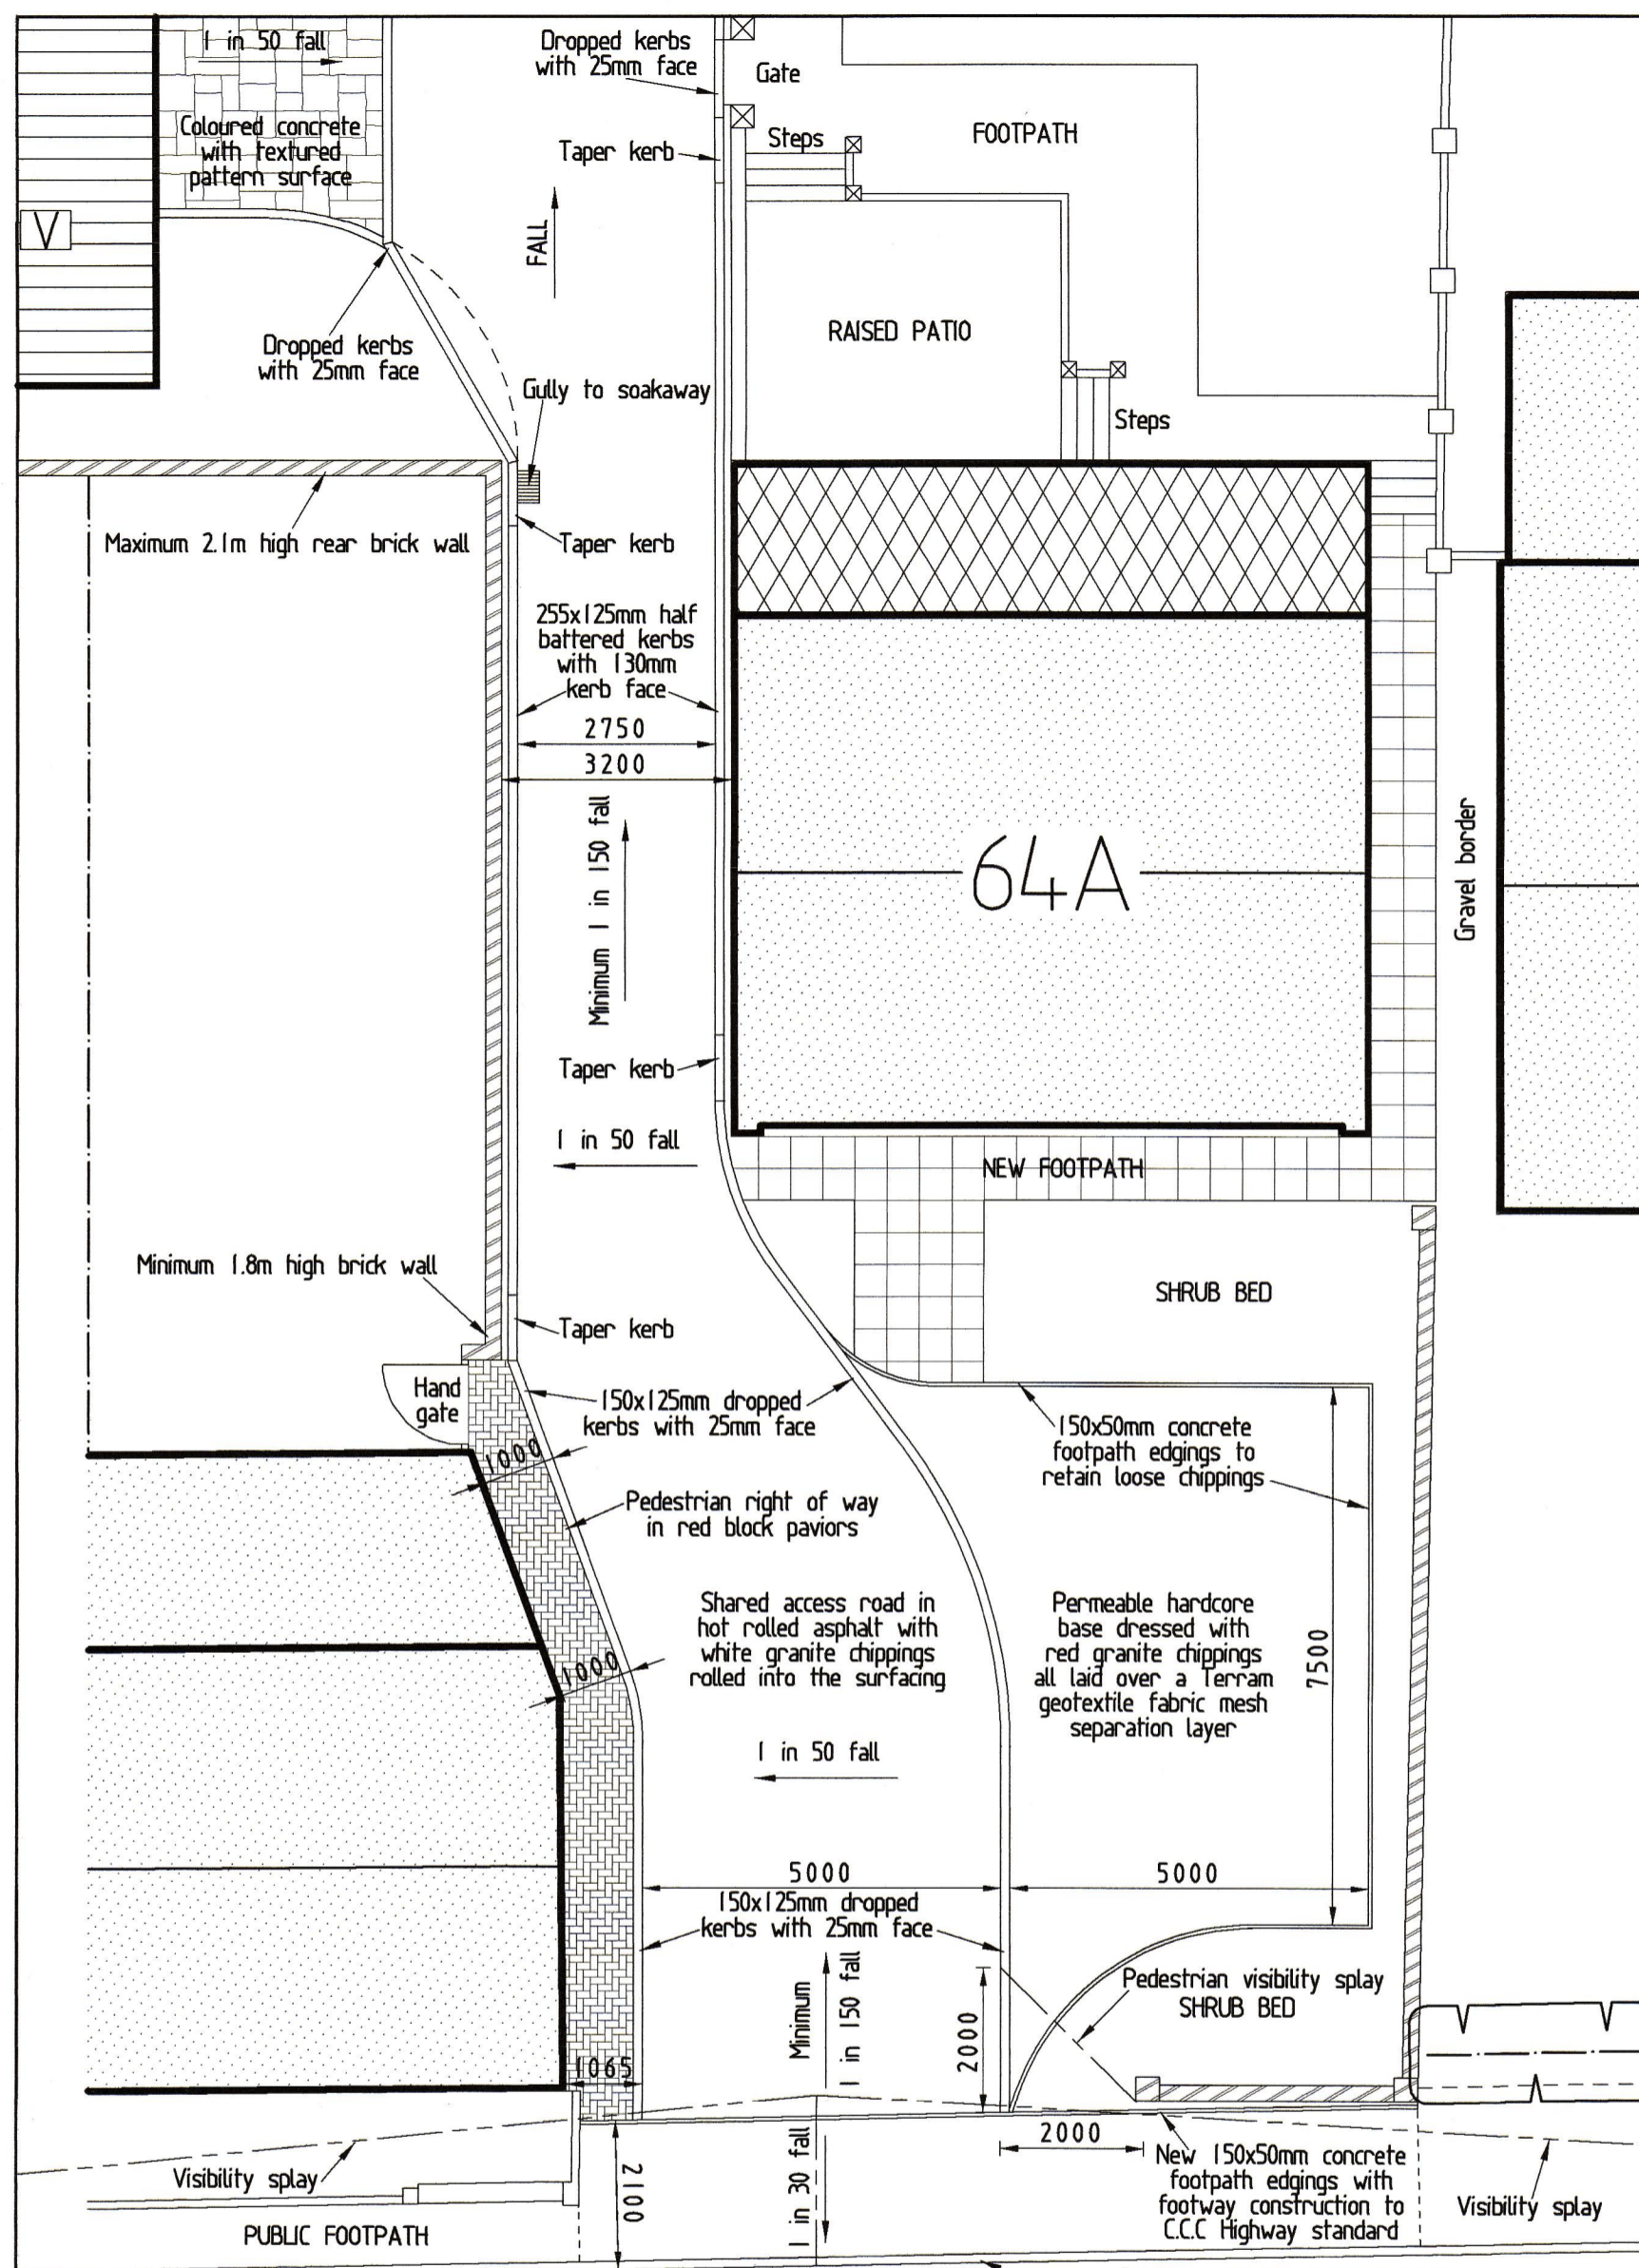 1 in 50 fall
Coloured concrete
with textured
pattern surface
V
Dropped kerbs
with 25mm face
Gate
Taper kerb
Steps
FOOTPATH
FALL
RAISED PATIO
Dropped kerbs
with 25mm face
Gully to soakaway
Steps
Maximum 2.1m high rear brick wall
Taper kerb
255x125mm half
battered kerbs
with 130mm
kerb face
2750
3200
Minimum 1 in 150 fall
64A
Gravel border
Taper kerb
1 in 50 fall
NEW FOOTPATH
Minimum 1.8m high brick wall
SHRUB BED
Taper kerb
Hand
gate
150x125mm dropped
kerbs with 25mm face
150x50mm concrete
footpath edgings to
retain loose chippings
1000
Pedestrian right of way
in red block paviors
Shared access road in
hot rolled asphalt with
white granite chippings
rolled into the surfacing
Permeable hardcore
base dressed with
red granite chippings
all laid over a Terram
geotextile fabric mesh
separation layer
7500
1000
1 in 50 fall
5000
5000
150x125mm dropped
kerbs with 25mm face
Minimum
1 in 150 fall
2000
Pedestrian visibility splay
SHRUB BED
1065
2000
Visibility splay
2100
1 in 30 fall
New 150x50mm concrete
footpath edgings with
footway construction to
C.C.C Highway standard
Visibility splay
PUBLIC FOOTPATH